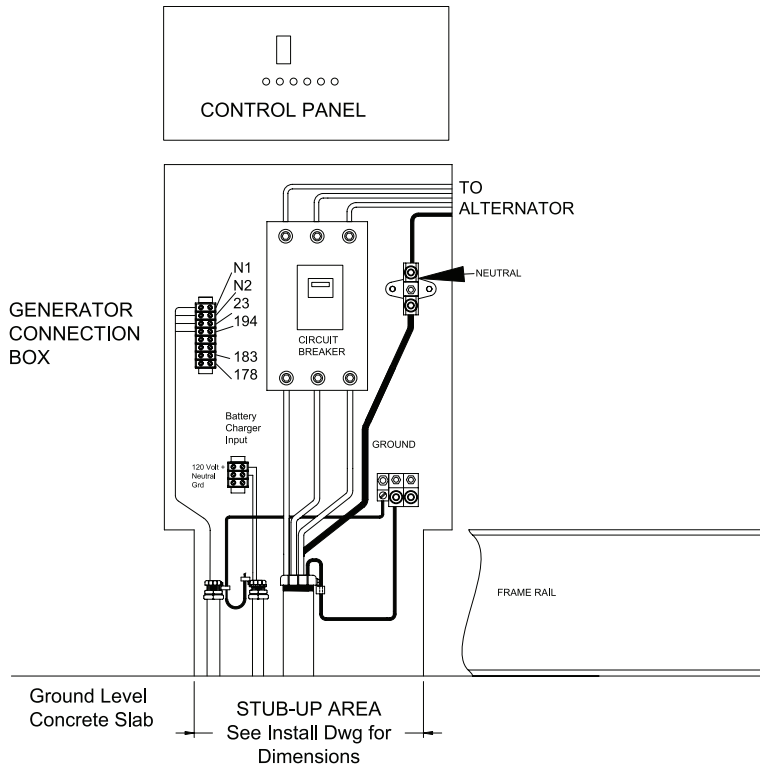 CONTROL PANEL
TO
ALTERNATOR
NEUTRAL
N1
N2
23
194
183
178
GENERATOR
CONNECTION
BOX
CIRCUIT
BREAKER
Battery
Charger
Input
GROUND
120 Volt +
Neutral
Grd
FRAME RAIL
Ground Level
Concrete Slab
STUB-UP AREA
See Install Dwg for
Dimensions